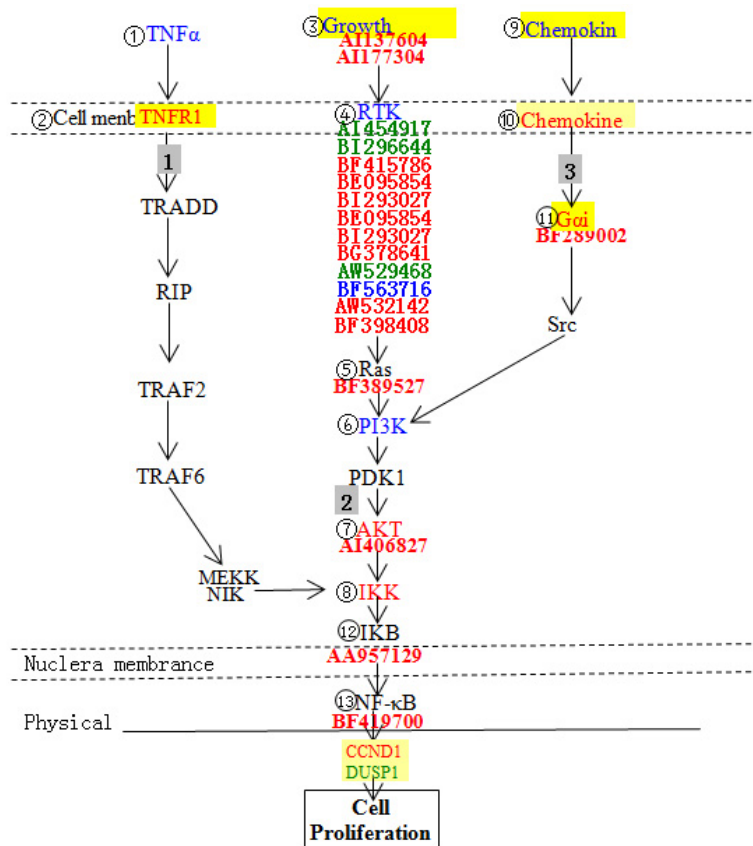 ①TNFα
③Growth
AI137604
AI177304
⑨Chemokin
②Cell menb TNFR1
④RTK
⑩Chemokine
AI454917
BI296644
BF415786
BE095854
BI293027
BE095854
BI293027
BG378641
AW529468
BF563716
AW532142
BF398408
1
TRADD
RIP
TRAF2
TRAF6
MEKK
NIK
3
⑪Gαi
BF289002
Src
⑤Ras
BF389527
⑥PI3K
PDK1
2
⑦AKT
AI406827
⑧IKK
⑫IKB
AA957129
Nuclera membrance
⑬NF-κB
BF419700
Physical
CCND1
DUSP1
Cell
Proliferation